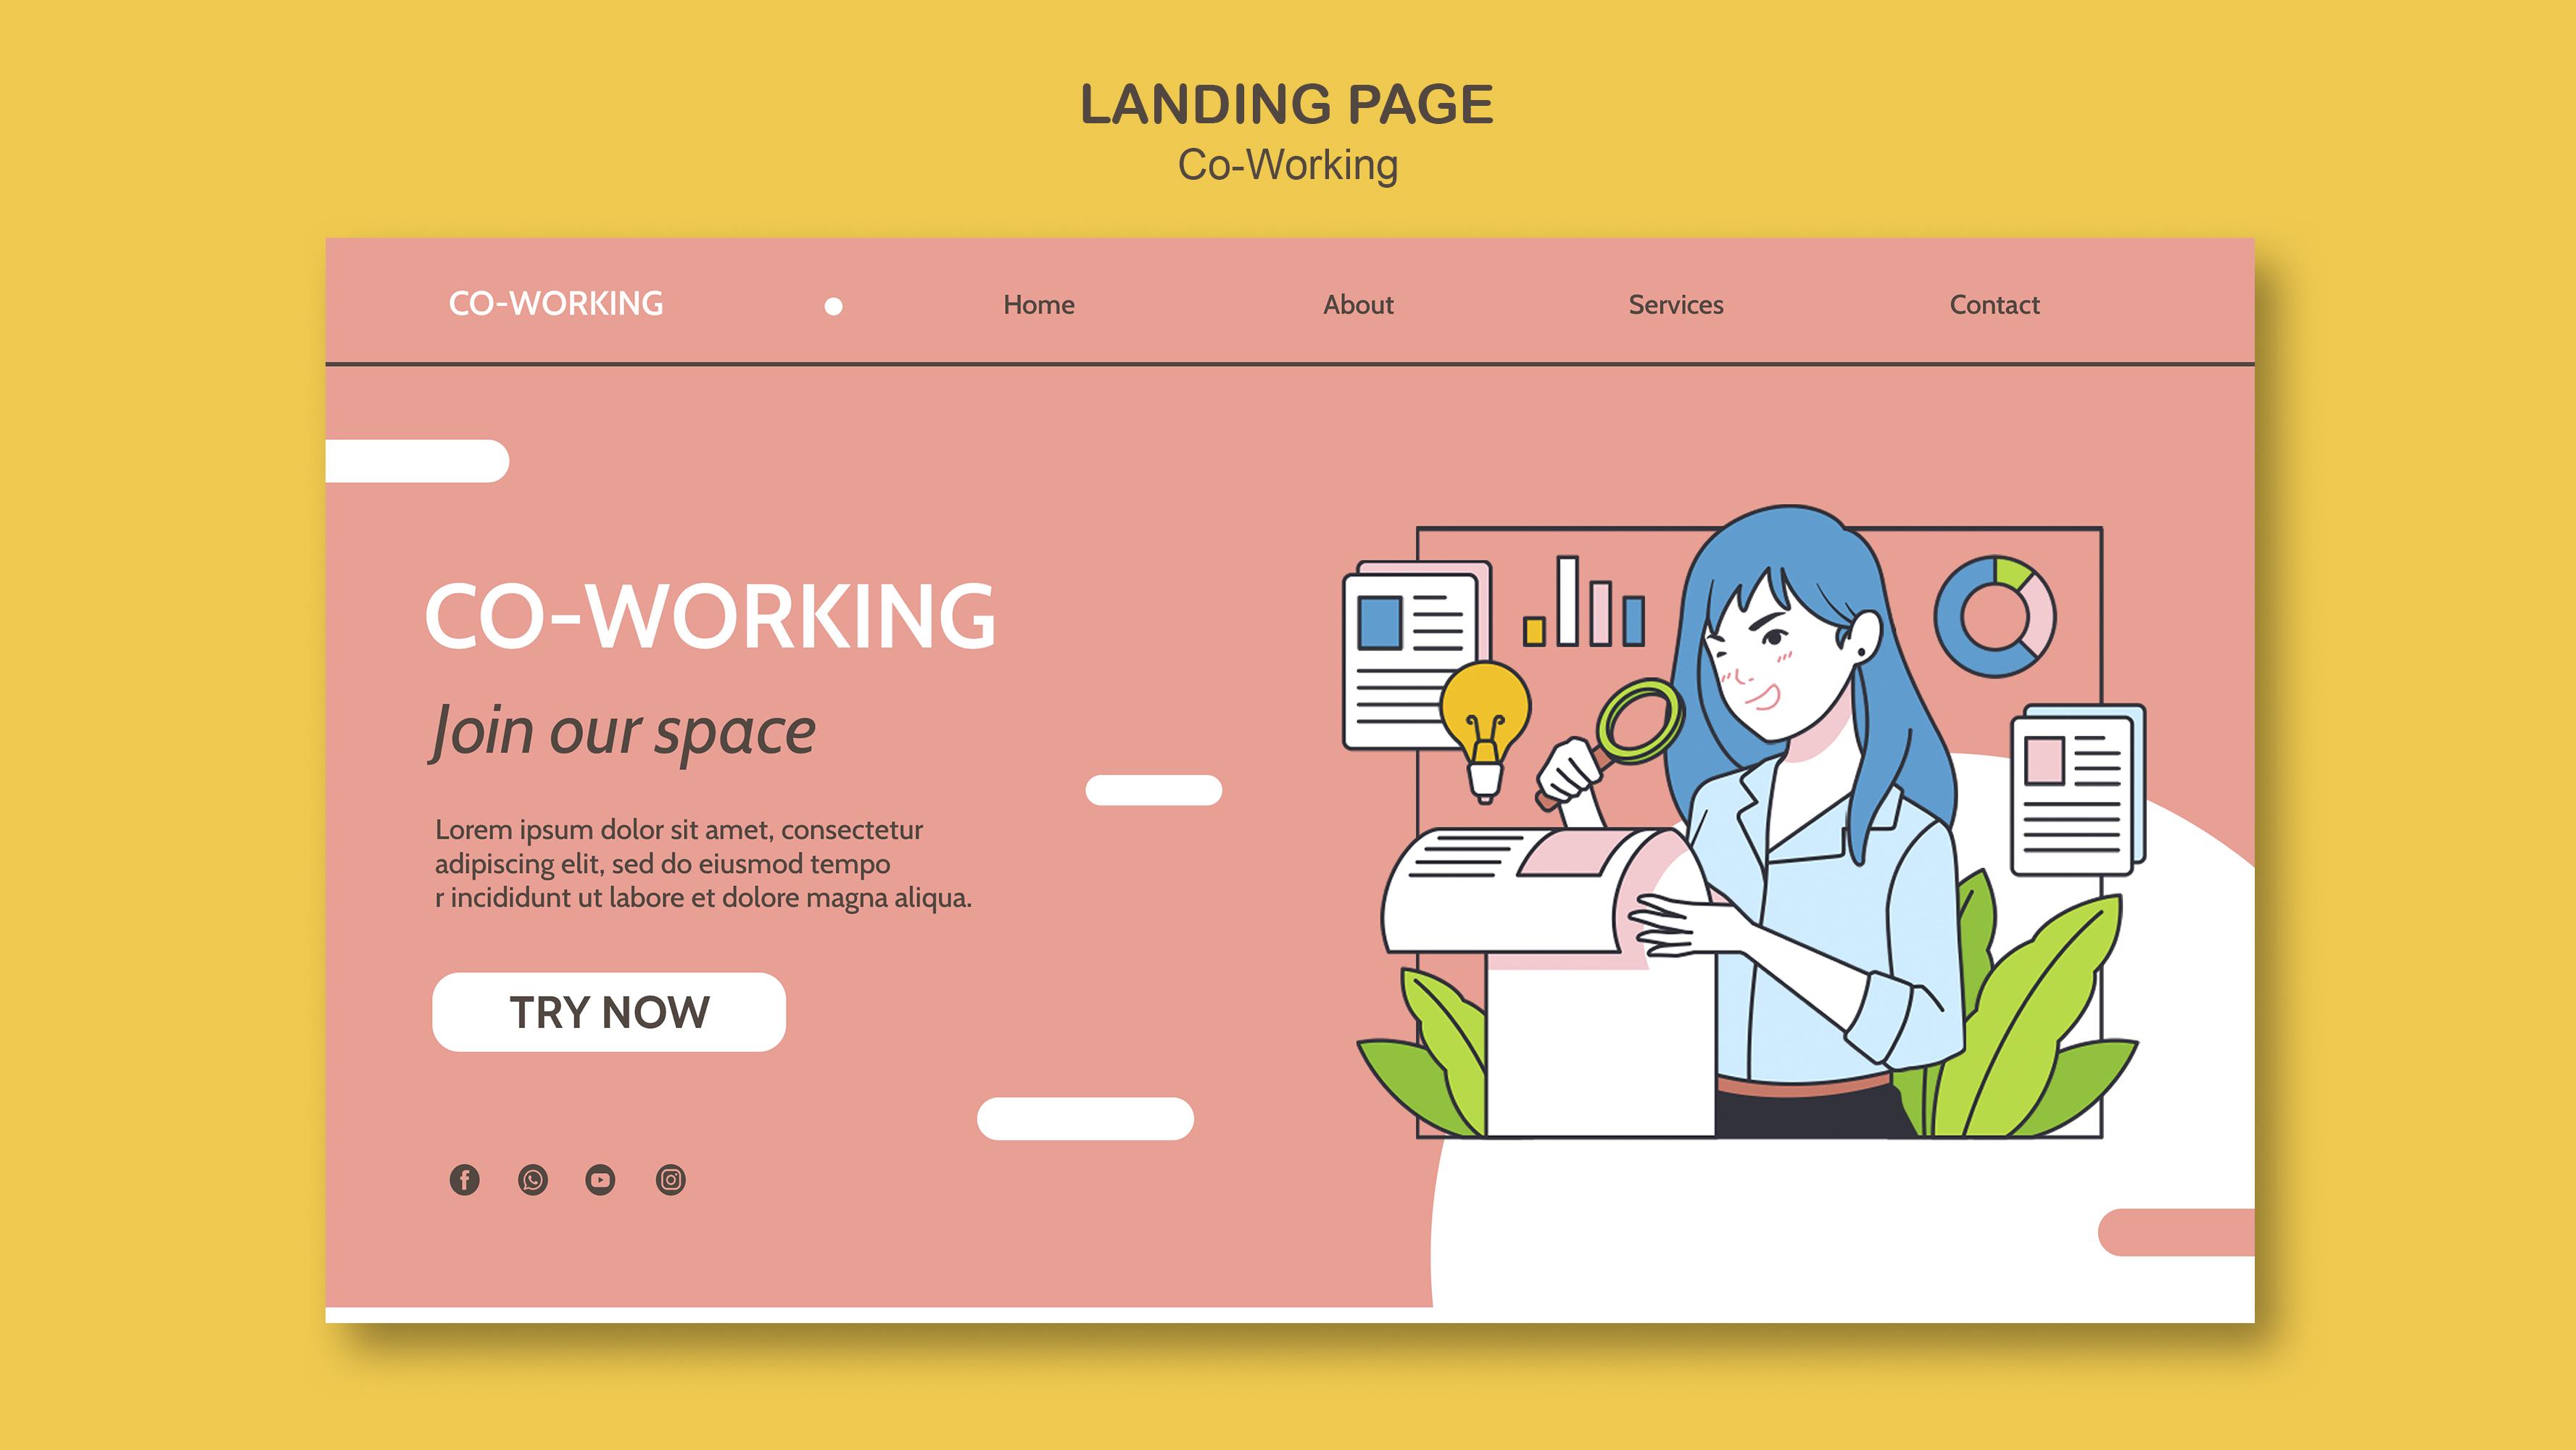 LANDING PAGE
Co-Working
CO-WORKING
Home
About
Services
Contact
CO-WORKING
Join our space
Lorem ipsum dolor sit amet, consectetur
adipiscing elit, sed do eiusmod tempo
r incididunt ut labore et dolore magna aliqua.
TRY NOW